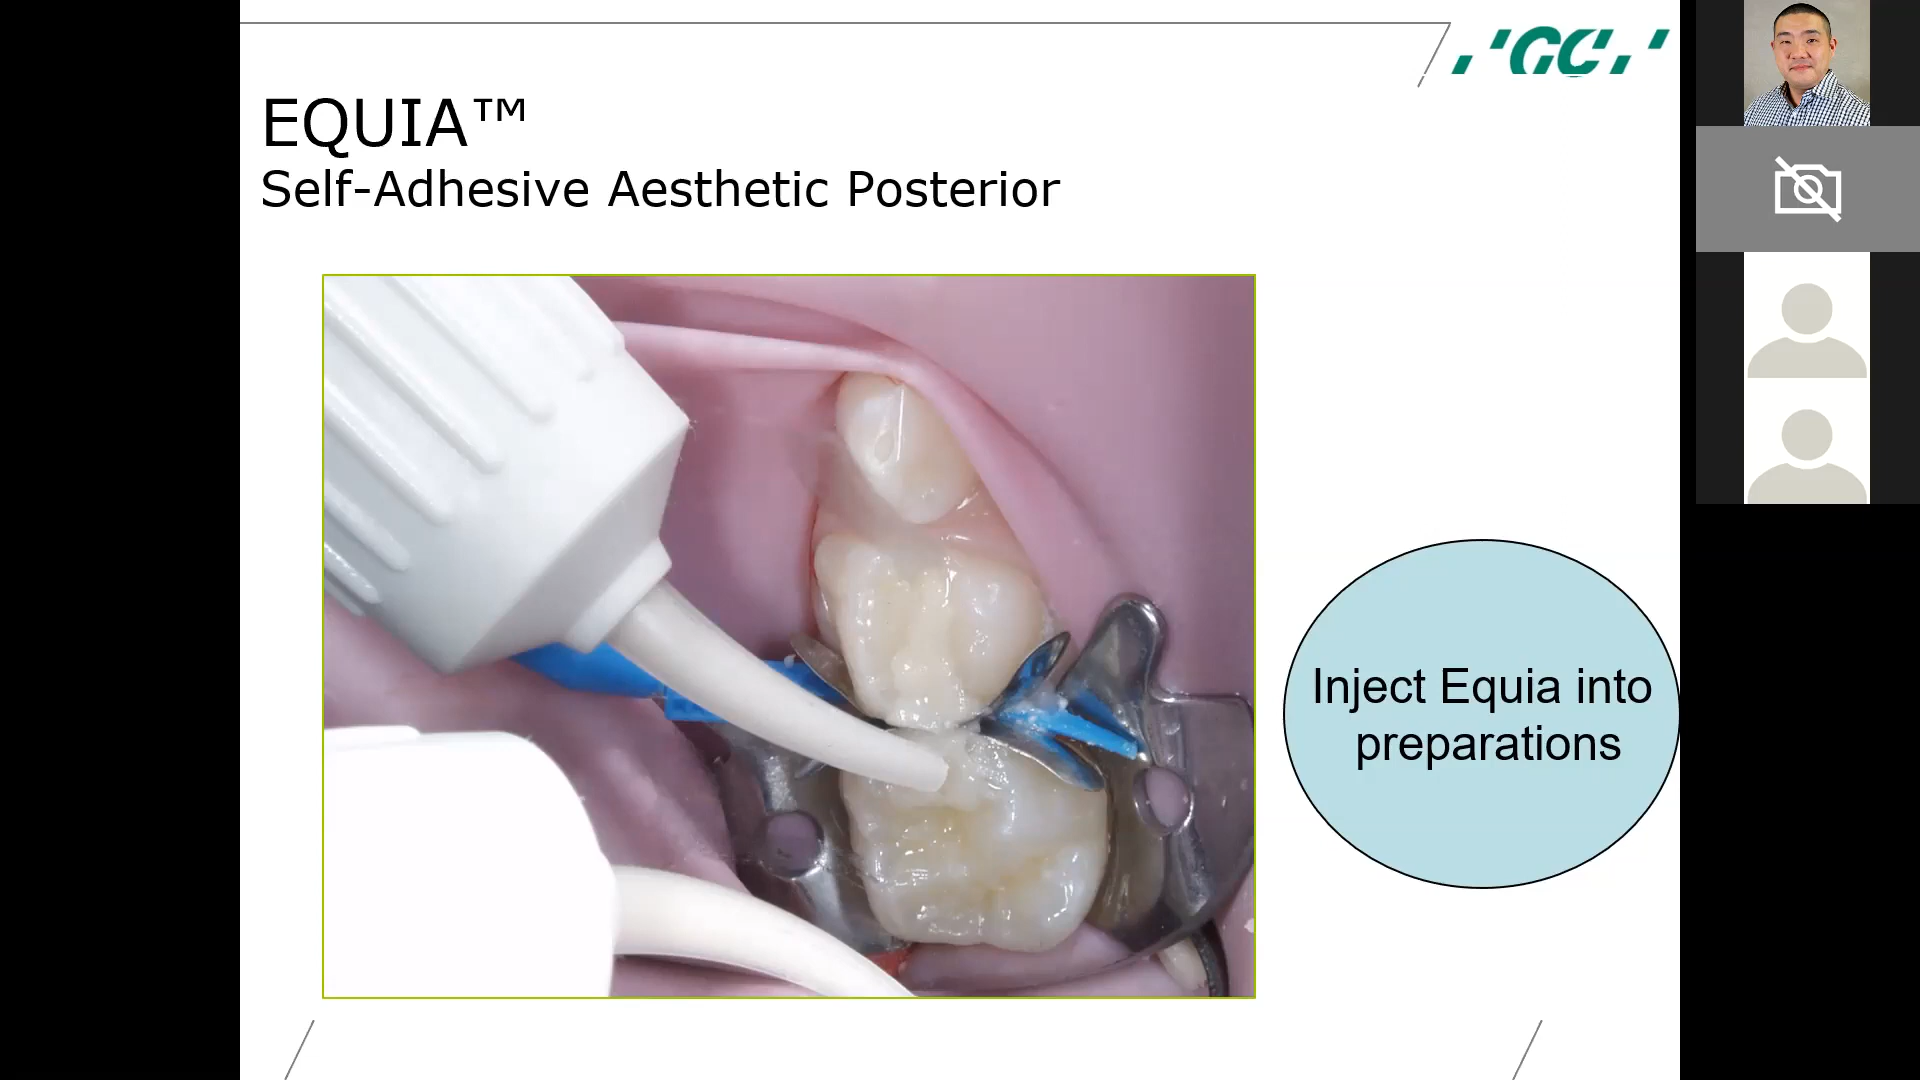 GC
EQUIA™
Self-Adhesive Aesthetic Posterior
Inject Equia into
preparations